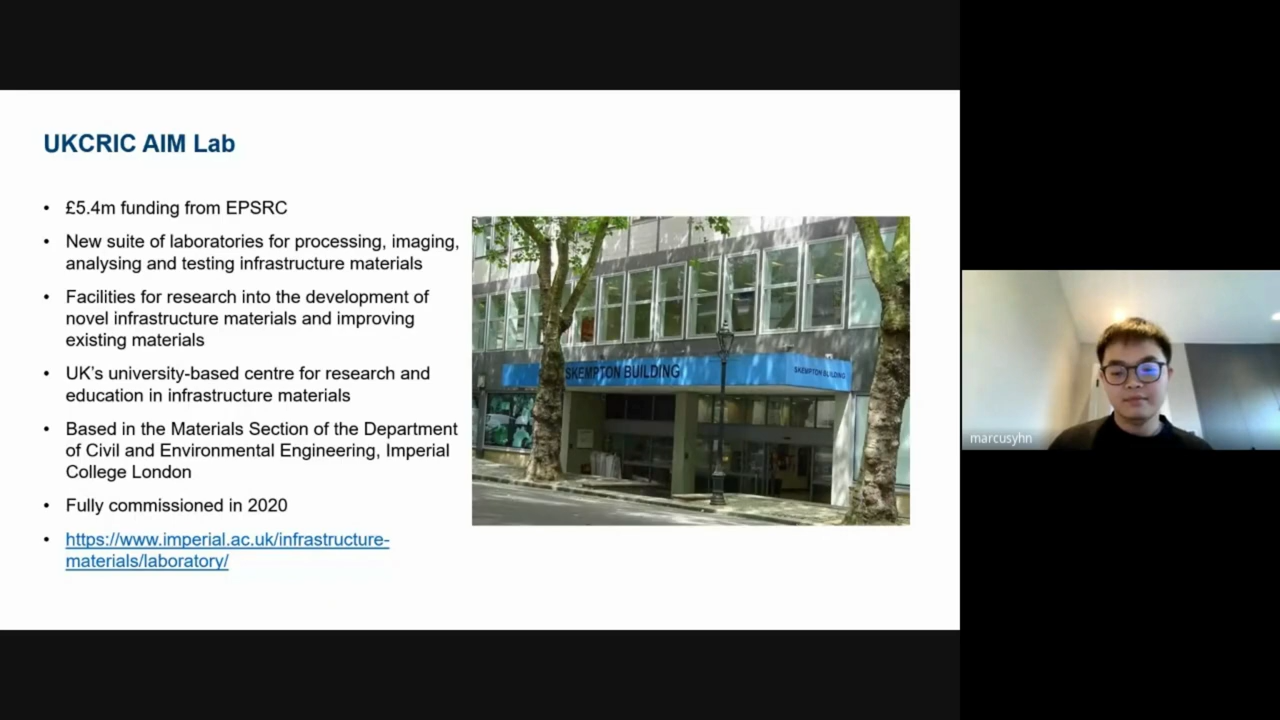 UKCRIC AIM Lab
• £5.4m funding from EPSRC
• New suite of laboratories for processing, imaging,
analysing and testing infrastructure materials
• Facilities for research into the development of
novel infrastructure materials and improving
existing materials
• UK's university-based centre for research and
education in infrastructure materials
• Based in the Materials Section of the Department
of Civil and Environmental Engineering, Imperial
College London
• Fully commissioned in 2020
• https://www.imperial.ac.uk/infrastructure-
materials/laboratory/
SKEMPTON BUILDING
SKEMPTON BUILDING
marcusyhn